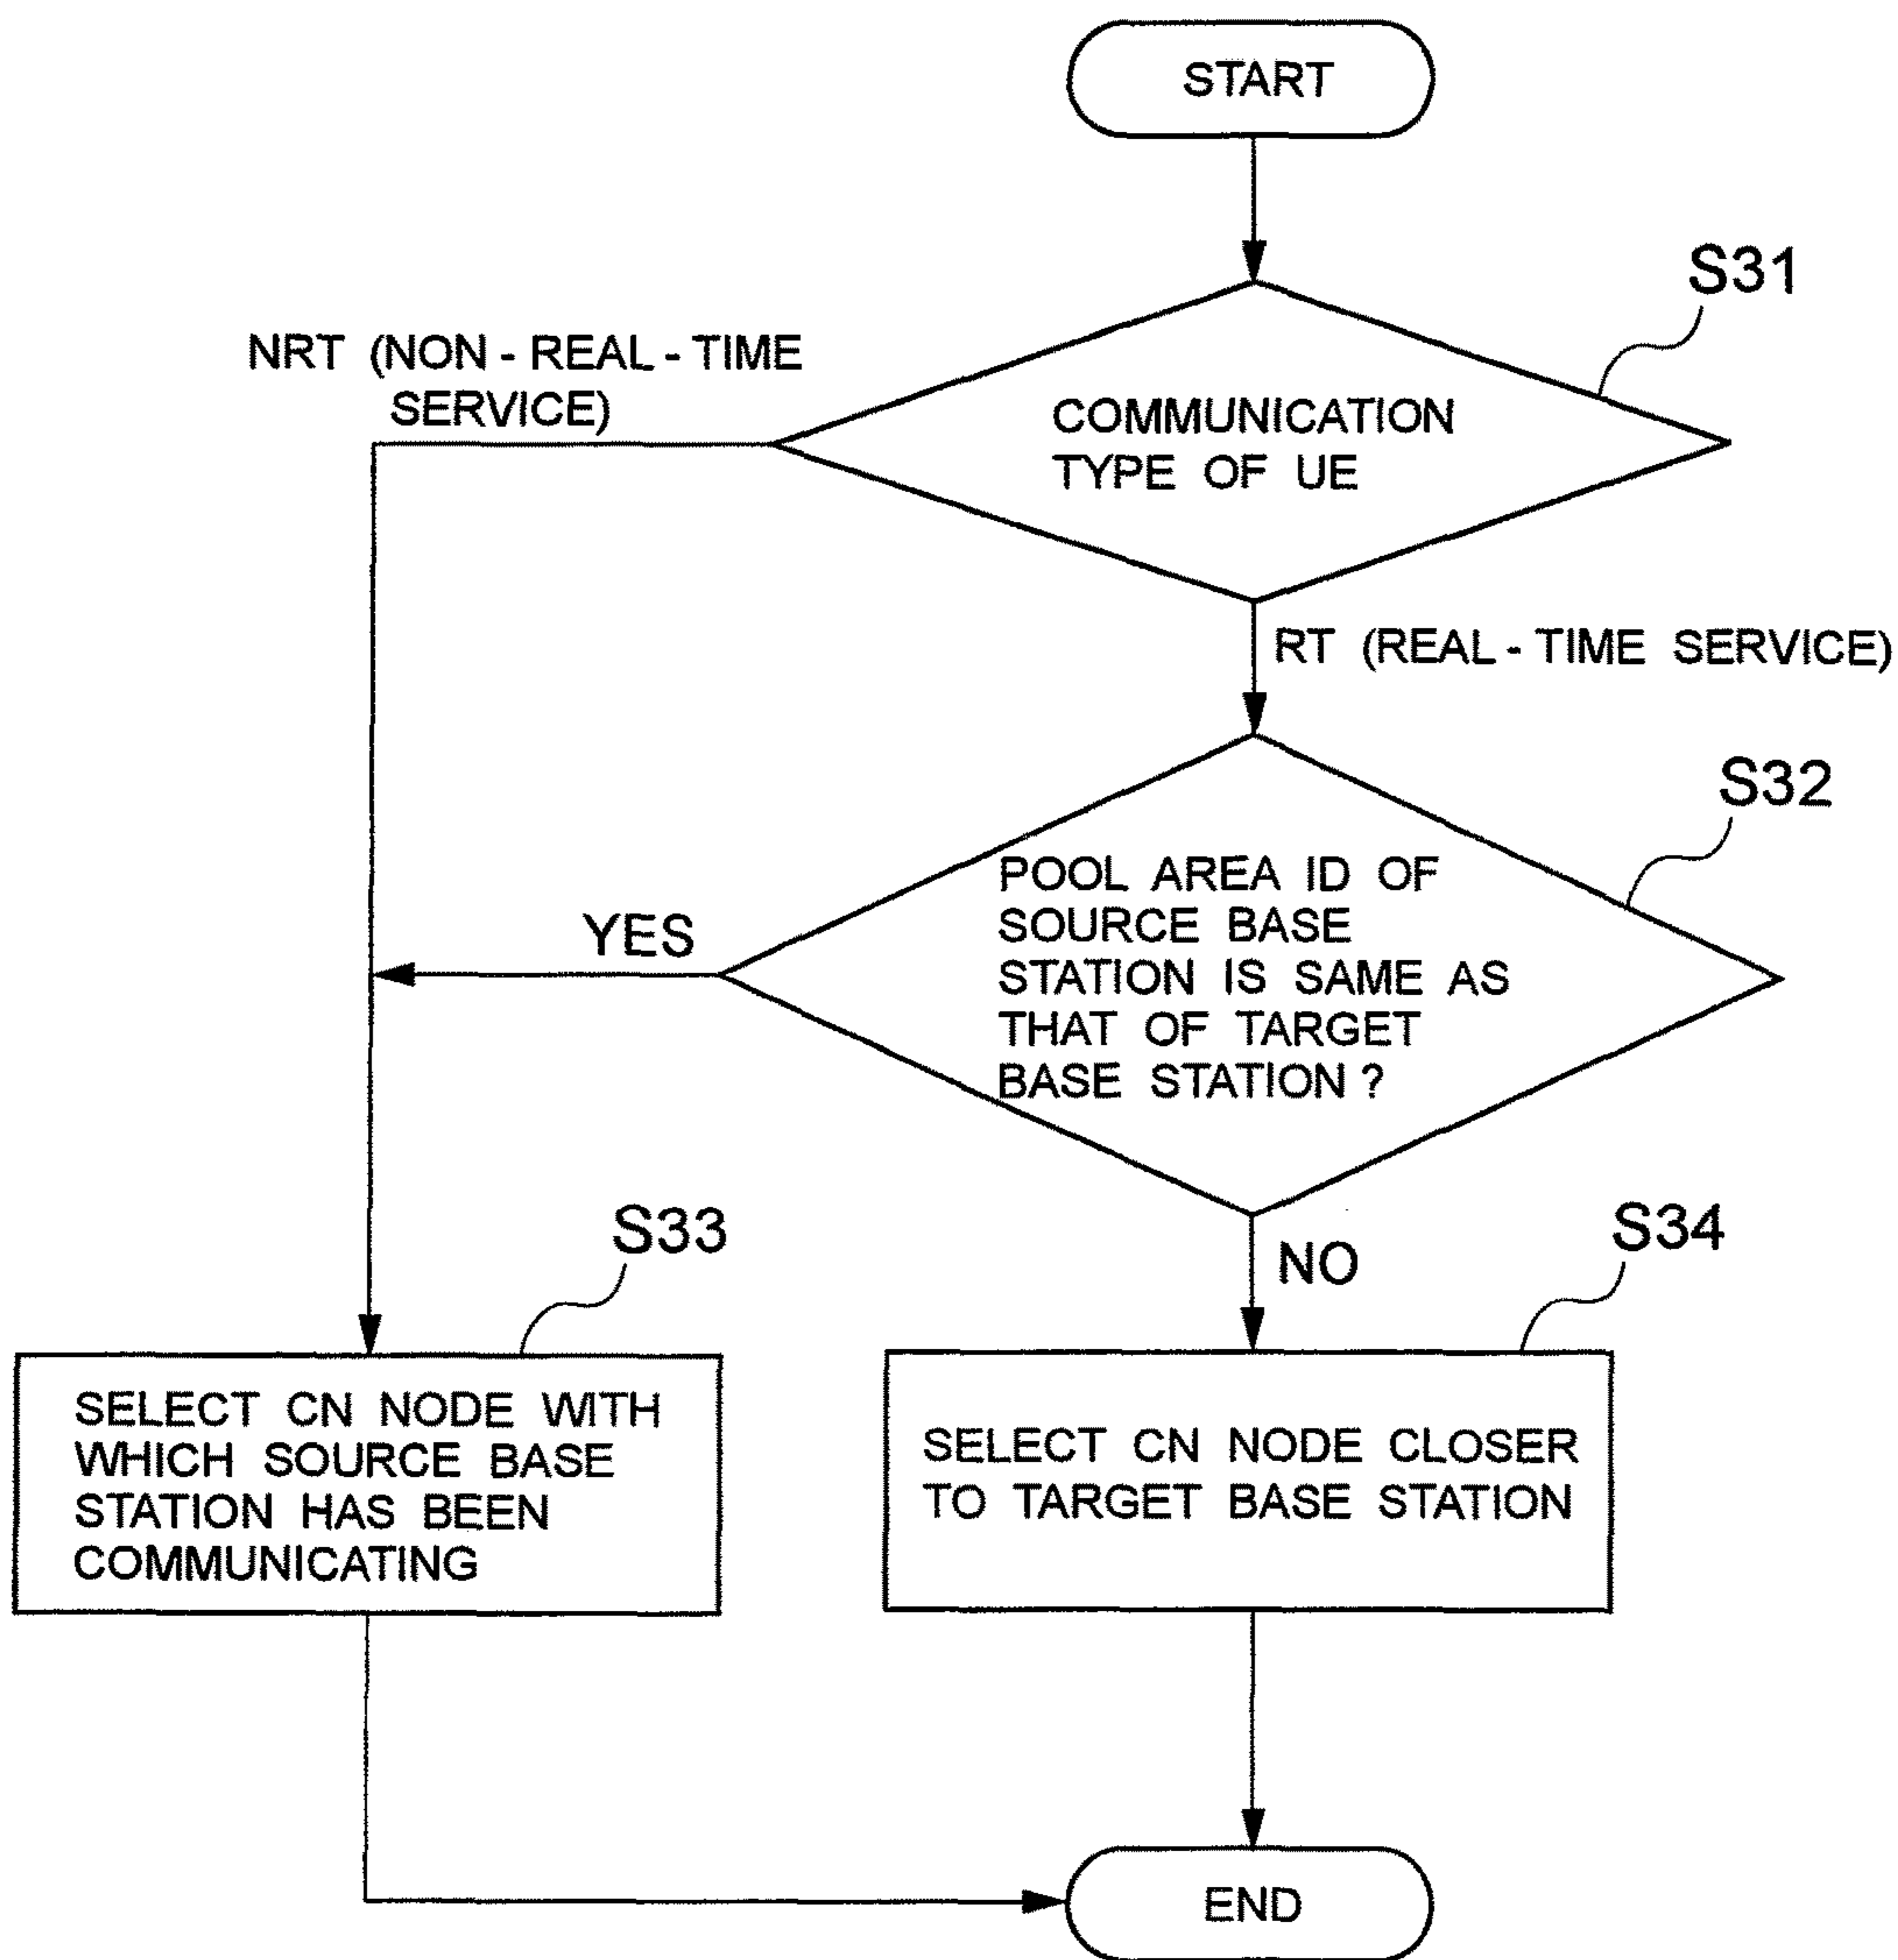 START
S31
NRT (NON - REAL - TIME
SERVICE)
COMMUNICATION
TYPE OF UE
RT (REAL - TIME SERVICE)
S32
POOL AREA ID OF
SOURCE BASE
STATION IS SAME AS
THAT OF TARGET
BASE STATION ?
YES
NO
S33
SELECT CN NODE WITH
WHICH SOURCE BASE
STATION HAS BEEN
COMMUNICATING
S34
SELECT CN NODE CLOSER
TO TARGET BASE STATION
END